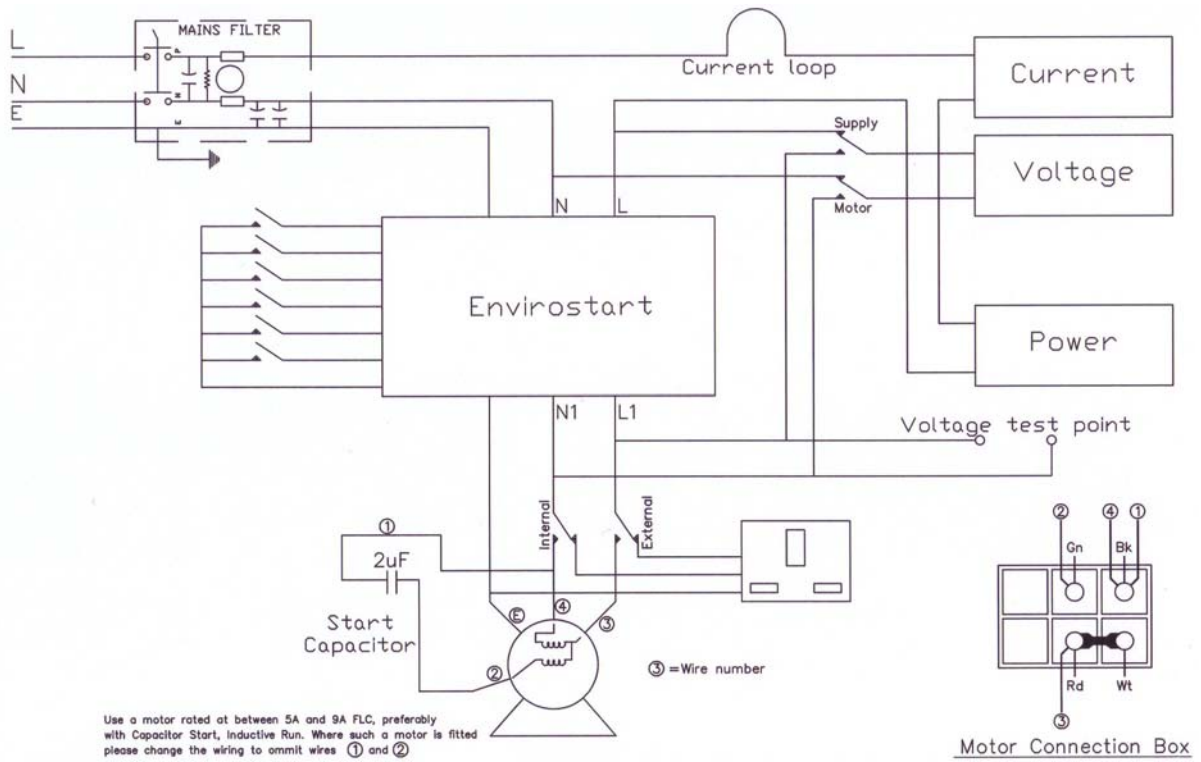 MAINS FILTER
L
N
E
P
N
E
Current loop
Current
Supply
Voltage
Motor
N L
Envirostart
Power
N1 L1
Voltage test point
Internal
External
①
2uF
Start
Capacitor
E
④
③
②
③ =Wire number
② ④ ①
Gn Bk
Rd Wt
③
Motor Connection Box
Use a motor rated at between 5A and 9A FLC, preferably
with Capacitor Start, Inductive Run. Where such a motor is fitted
please change the wiring to ommit wires ① and ②